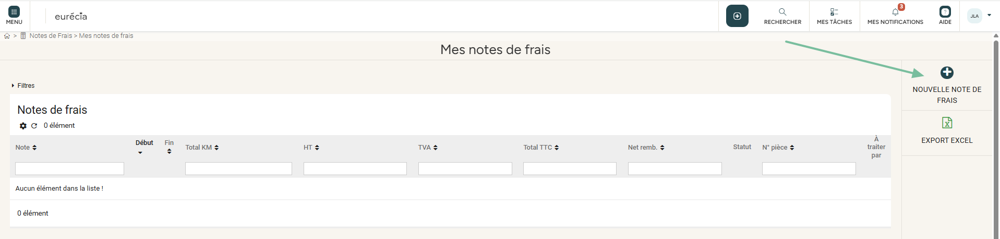 MENU
eurécia
RECHERCHER
MES TÂCHES
3
MES NOTIFICATIONS
?
AIDE
JLA
> Notes de Frais > Mes notes de frais
Mes notes de frais
Filtres
NOUVELLE NOTE DE
FRAIS
EXPORT EXCEL
Notes de frais
0 élément
Note
Début
Fin
Total KM
HT
TVA
Total TTC
Net remb.
Statut
N° pièce
À
traiter
par
Aucun élément dans la liste !
0 élément